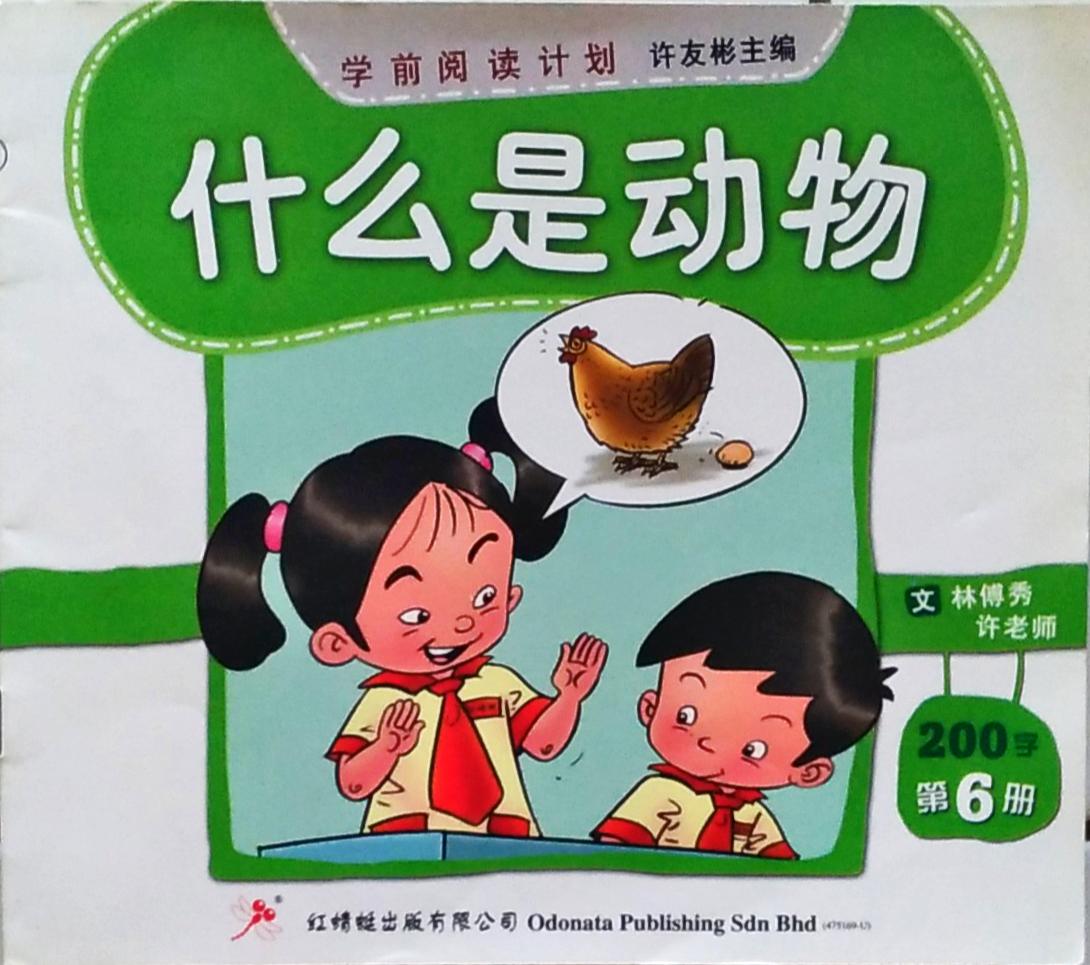 学前阅读计划 许友彬主编
什么是动物
文 林傅秀
许老师
200字
第6册
红蜻蜓出版有限公司 Odonata Publishing Sdn Bhd